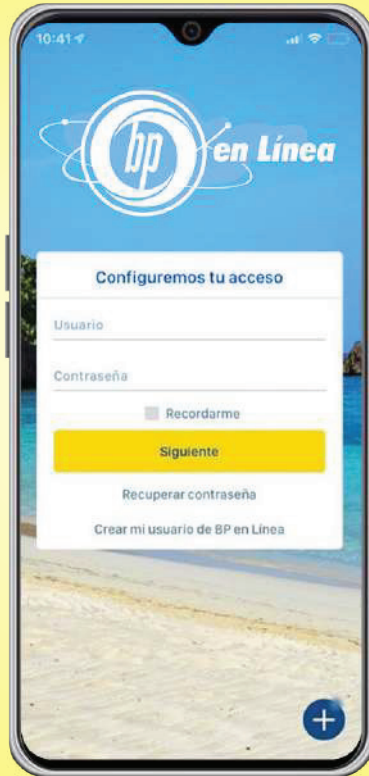 10:41
bp en Línea
Configuremos tu acceso
Usuario
Contraseña
Recordarme
Siguiente
Recuperar contraseña
Crear mi usuario de BP en Línea